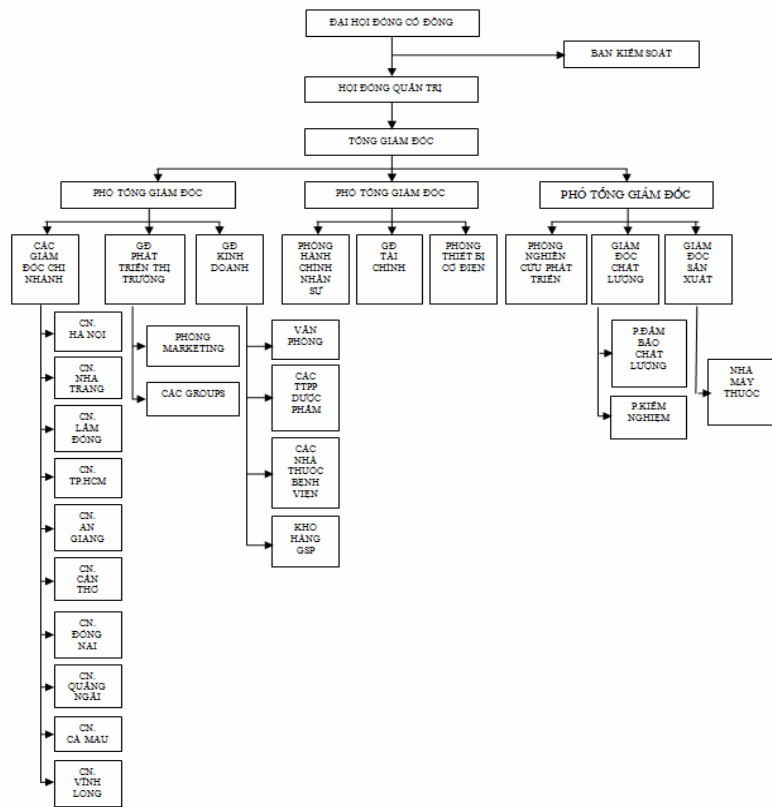 ĐẠI HỘI ĐỒNG CỔ ĐÔNG
BAN KIỂM SOÁT
HỘI ĐỒNG QUẢN TRỊ
TỔNG GIÁM ĐỐC
PHÓ TỔNG GIÁM ĐỐC
PHÓ TỔNG GIÁM ĐỐC
PHÓ TỔNG GIÁM ĐỐC
CÁC
GIÁM
ĐỐC CHI
NHÁNH
GĐ
PHÁT
TRIỂN THỊ
TRƯỜNG
GĐ
KINH
DOANH
PHÒNG
HÀNH
CHÍNH
NHÂN
SỰ
GĐ
TÀI
CHÍNH
PHÒNG
THIẾT BỊ
CƠ ĐIỆN
PHÒNG
NGHIÊN
CỨU PHÁT
TRIỂN
GIÁM
ĐỐC
CHẤT
LƯỢNG
GIÁM
ĐỐC
SẢN
XUẤT
CN.
HÀ NỘI
CN.
NHA
TRANG
CN.
LÂM
ĐỒNG
CN.
TP.HCM
CN.
AN
GIANG
CN.
CẦN
THƠ
CN.
ĐỒNG
NAI
CN.
QUẢNG
NGÃI
CN.
CÀ MAU
CN.
VĨNH
LONG
PHÒNG
MARKETING
CÁC GROUPS
VĂN
PHÒNG
CÁC
TTPP
DƯỢC
PHẨM
CÁC
NHÀ
THUỐC
BỆNH
VIỆN
KHO
HÀNG
GSP
P.ĐẢM
BẢO
CHẤT
LƯỢNG
P.KIỂM
NGHIỆM
NHÀ
MÁY
THUỐC